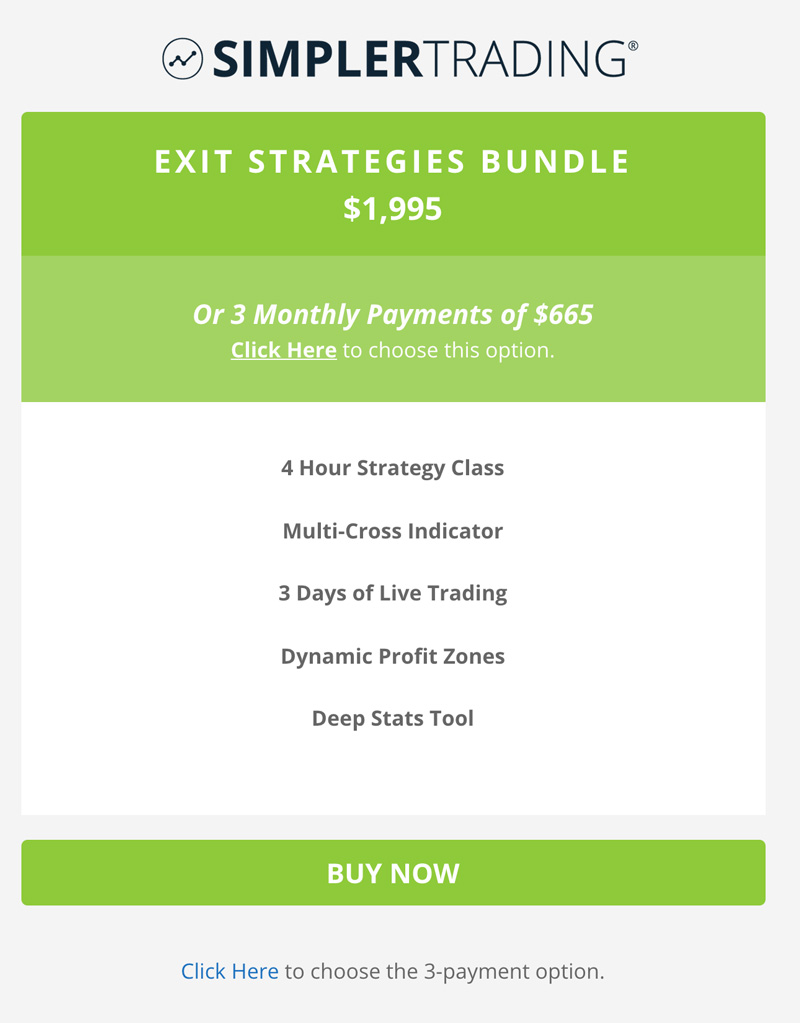 SIMPLERTRADING®
EXIT STRATEGIES BUNDLE
$1,995
Or 3 Monthly Payments of $665
Click Here to choose this option.
4 Hour Strategy Class
Multi-Cross Indicator
3 Days of Live Trading
Dynamic Profit Zones
Deep Stats Tool
BUY NOW
Click Here to choose the 3-payment option.